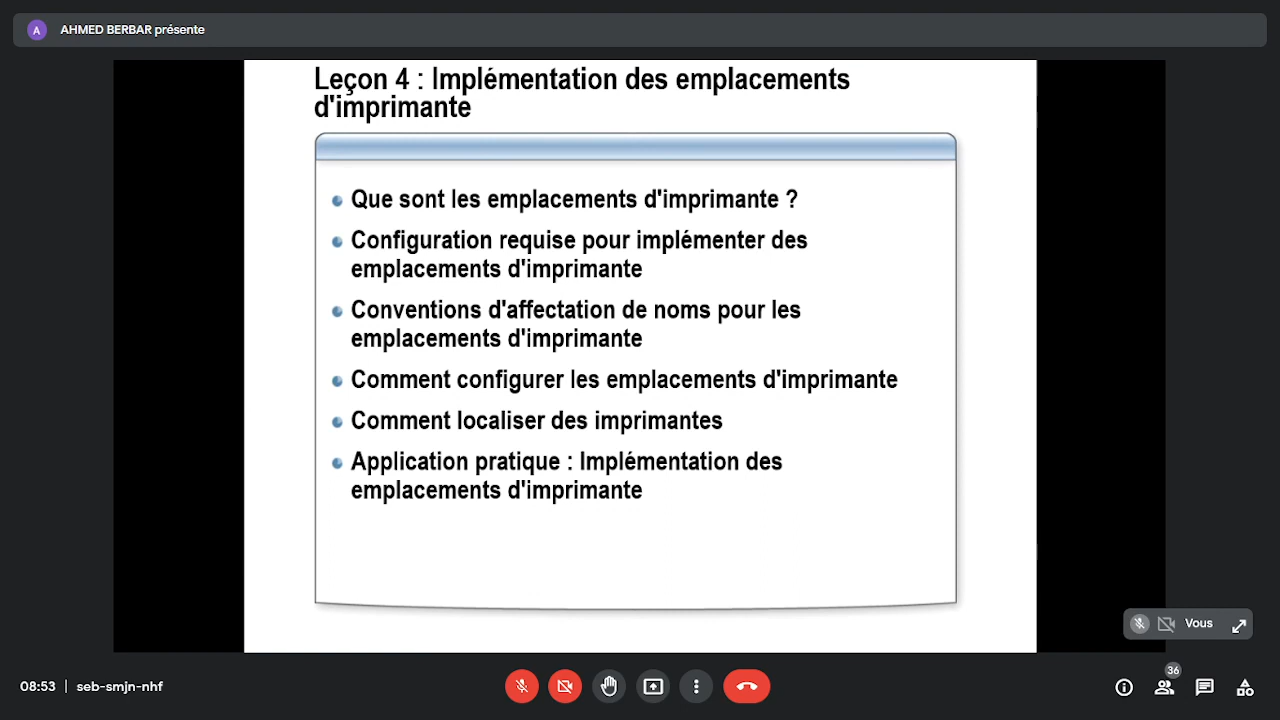 A
AHMED BERBAR présente
Leçon 4 : Implémentation des emplacements
d'imprimante
Que sont les emplacements d'imprimante ?
Configuration requise pour implémenter des
emplacements d'imprimante
Conventions d'affectation de noms pour les
emplacements d'imprimante
Comment configurer les emplacements d'imprimante
Comment localiser des imprimantes
Application pratique : Implémentation des
emplacements d'imprimante
Vous
08:53 | seb-smjn-nhf
36